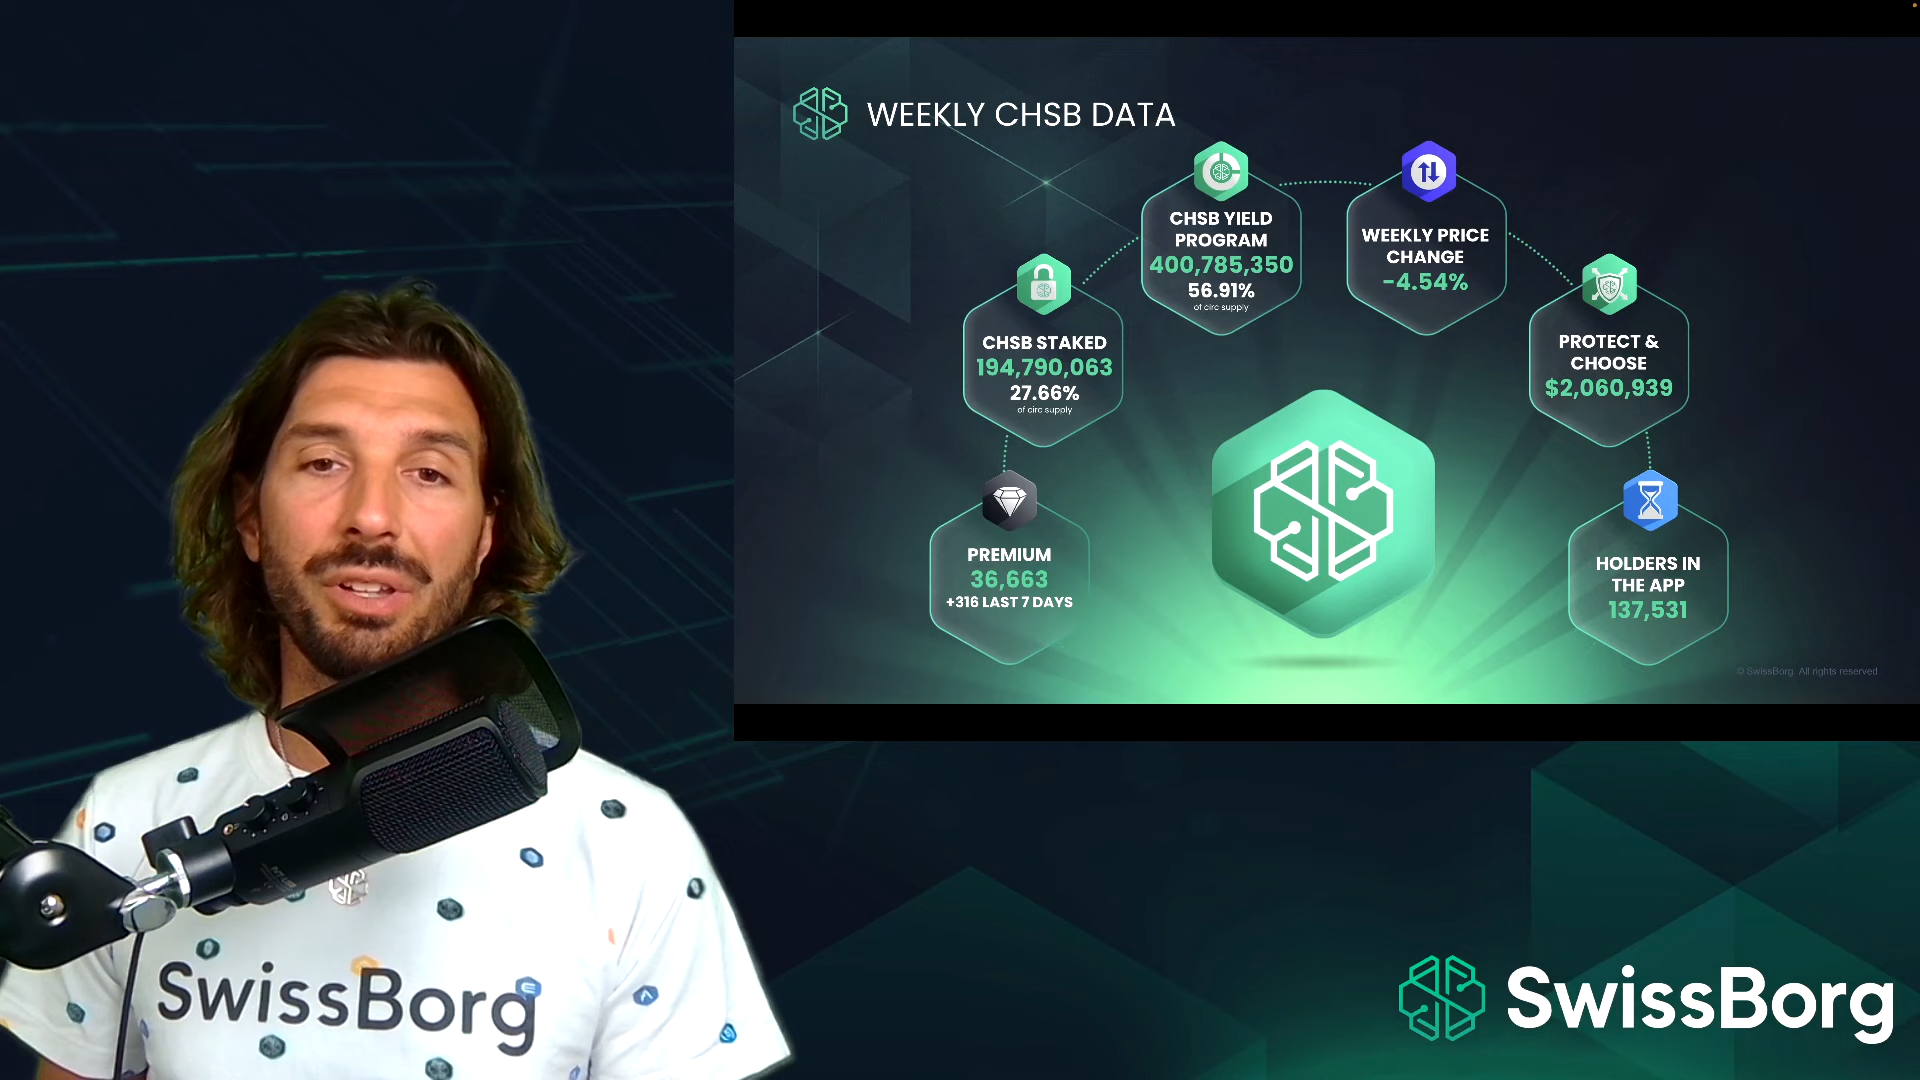 WEEKLY CHSB DATA
CHSB YIELD
PROGRAM
400,785,350
56.91%
of circ supply
WEEKLY PRICE
CHANGE
-4.54%
CHSB STAKED
194,790,063
27.66%
of circ supply
PROTECT &
CHOOSE
$2,060,939
PREMIUM
36,663
+316 LAST 7 DAYS
HOLDERS IN
THE APP
137,531
© SwissBorg. All rights reserved
SwissBorg
SwissBorg